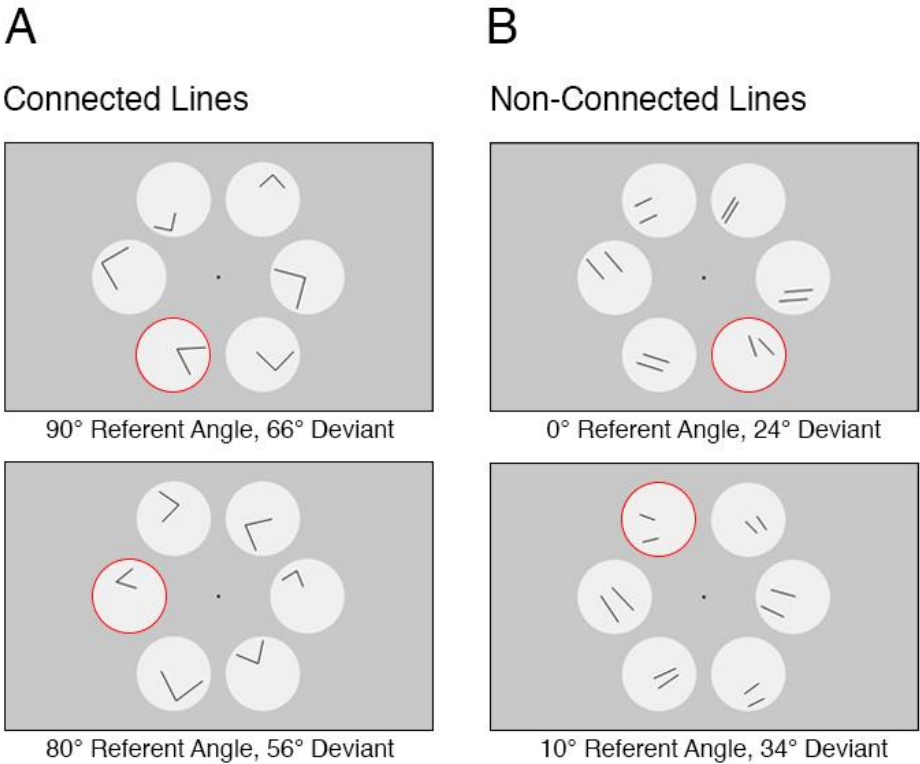 A
Connected Lines
90° Referent Angle, 66° Deviant
80° Referent Angle, 56° Deviant
B
Non-Connected Lines
0° Referent Angle, 24° Deviant
10° Referent Angle, 34° Deviant